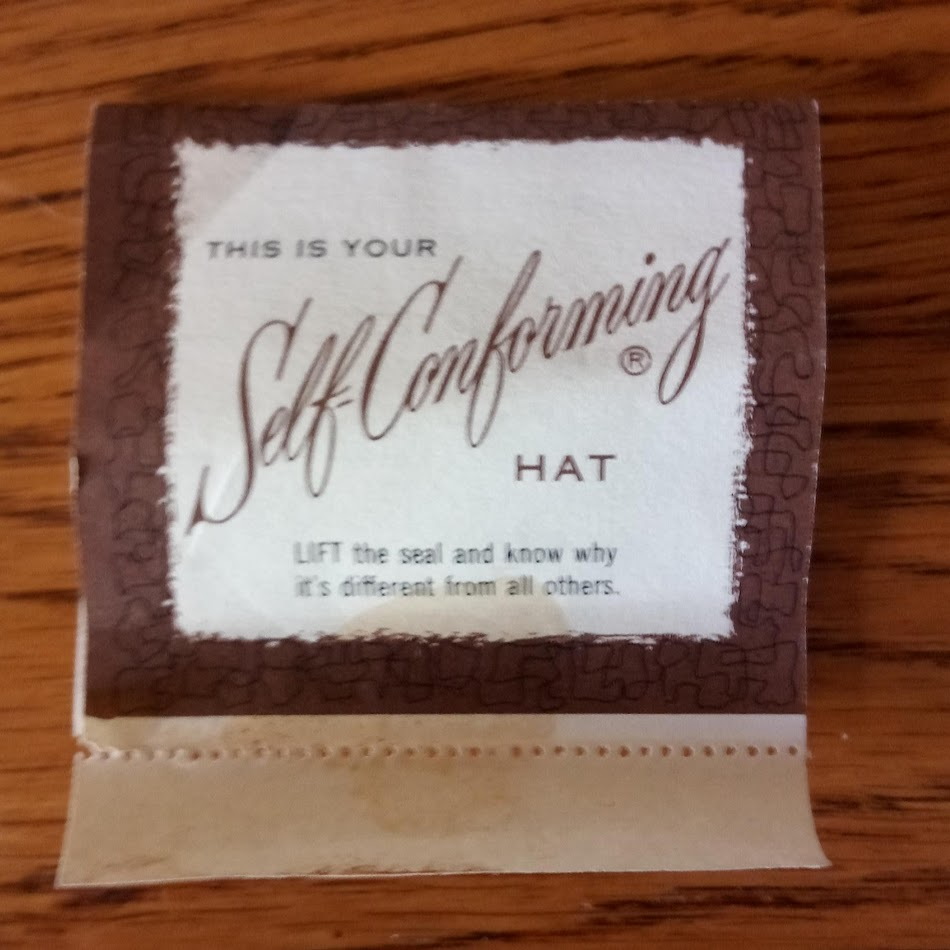 THIS IS YOUR
Self-Conforming
®
HAT
LIFT the seal and know why
it's different from all others.